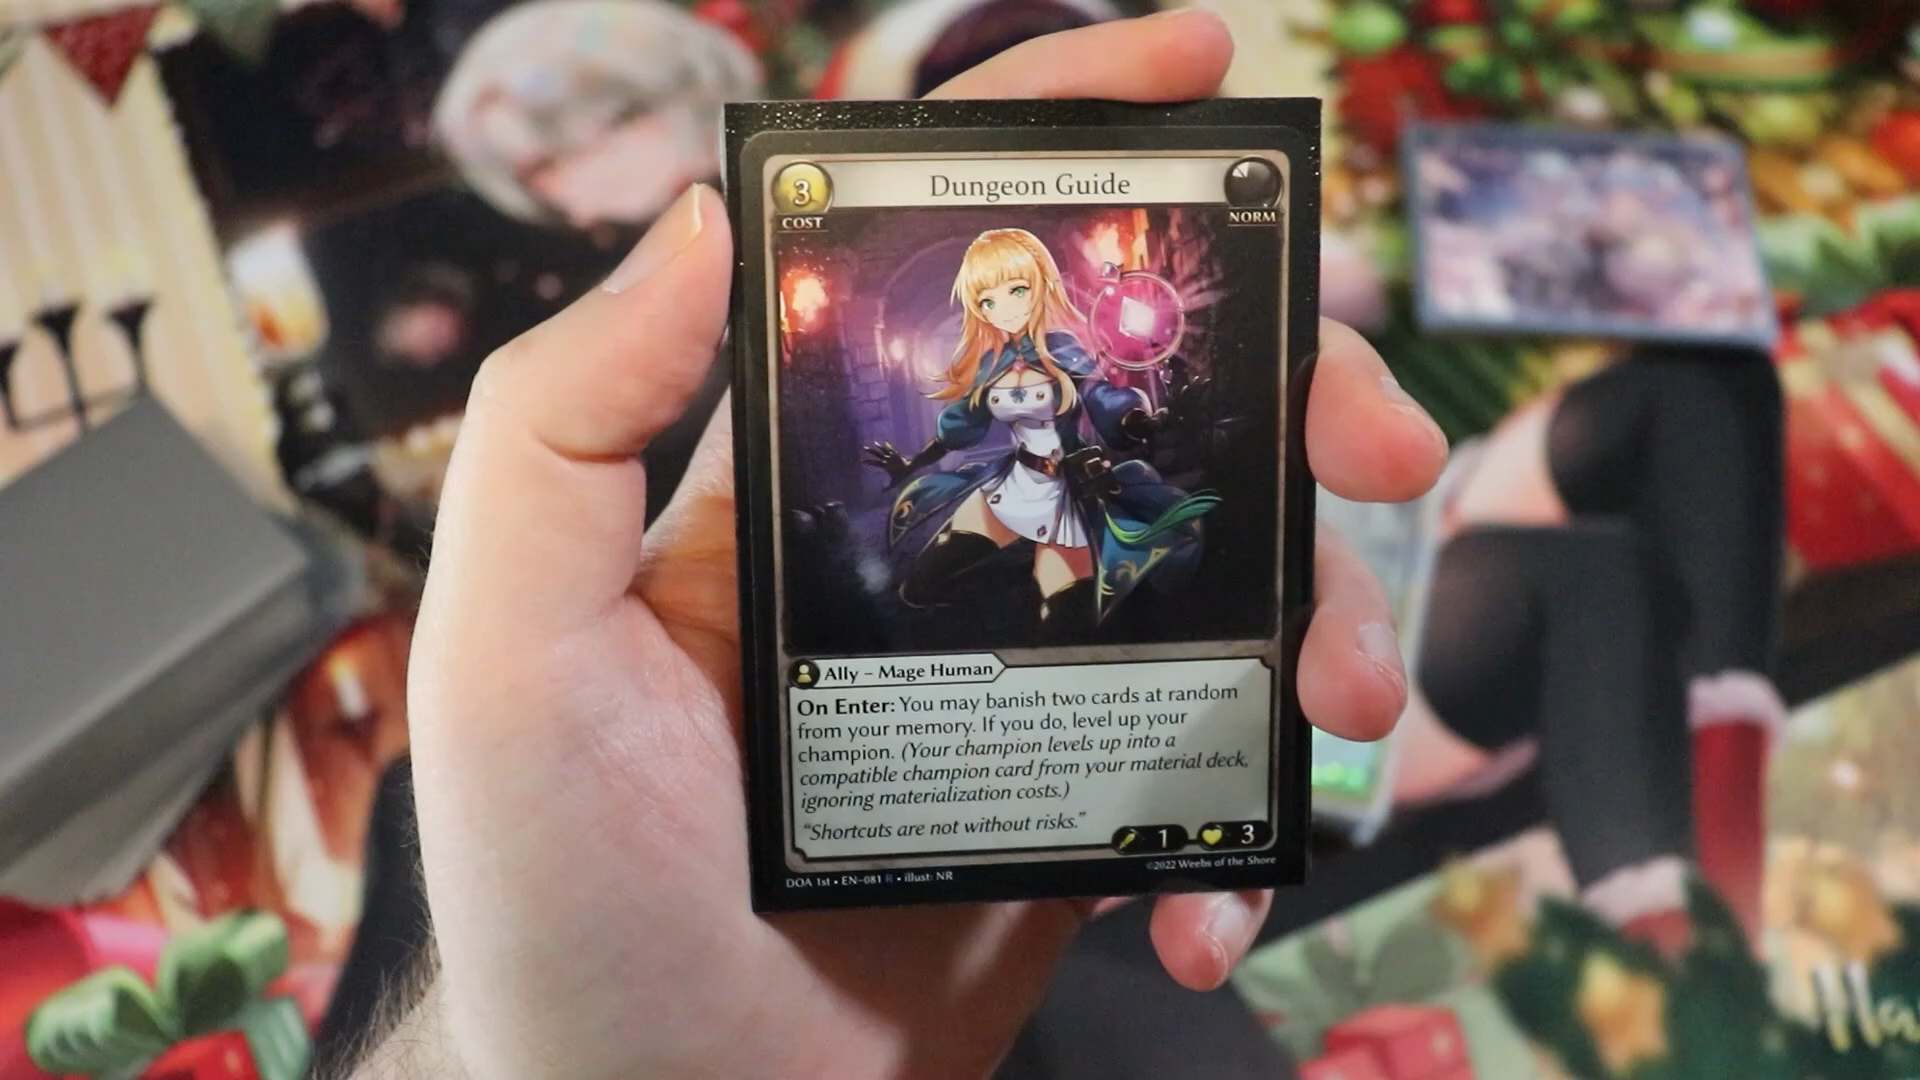 3
Dungeon Guide
COST
NORM
Ally – Mage Human
On Enter: You may banish two cards at random
from your memory. If you do, level up your
champion. (Your champion levels up into a
compatible champion card from your material deck,
ignoring materialization costs.)
“Shortcuts are not without risks.”
1
3
DOA 1st • EN-081 R • illust: NR
©2022 Weebs of the Shore